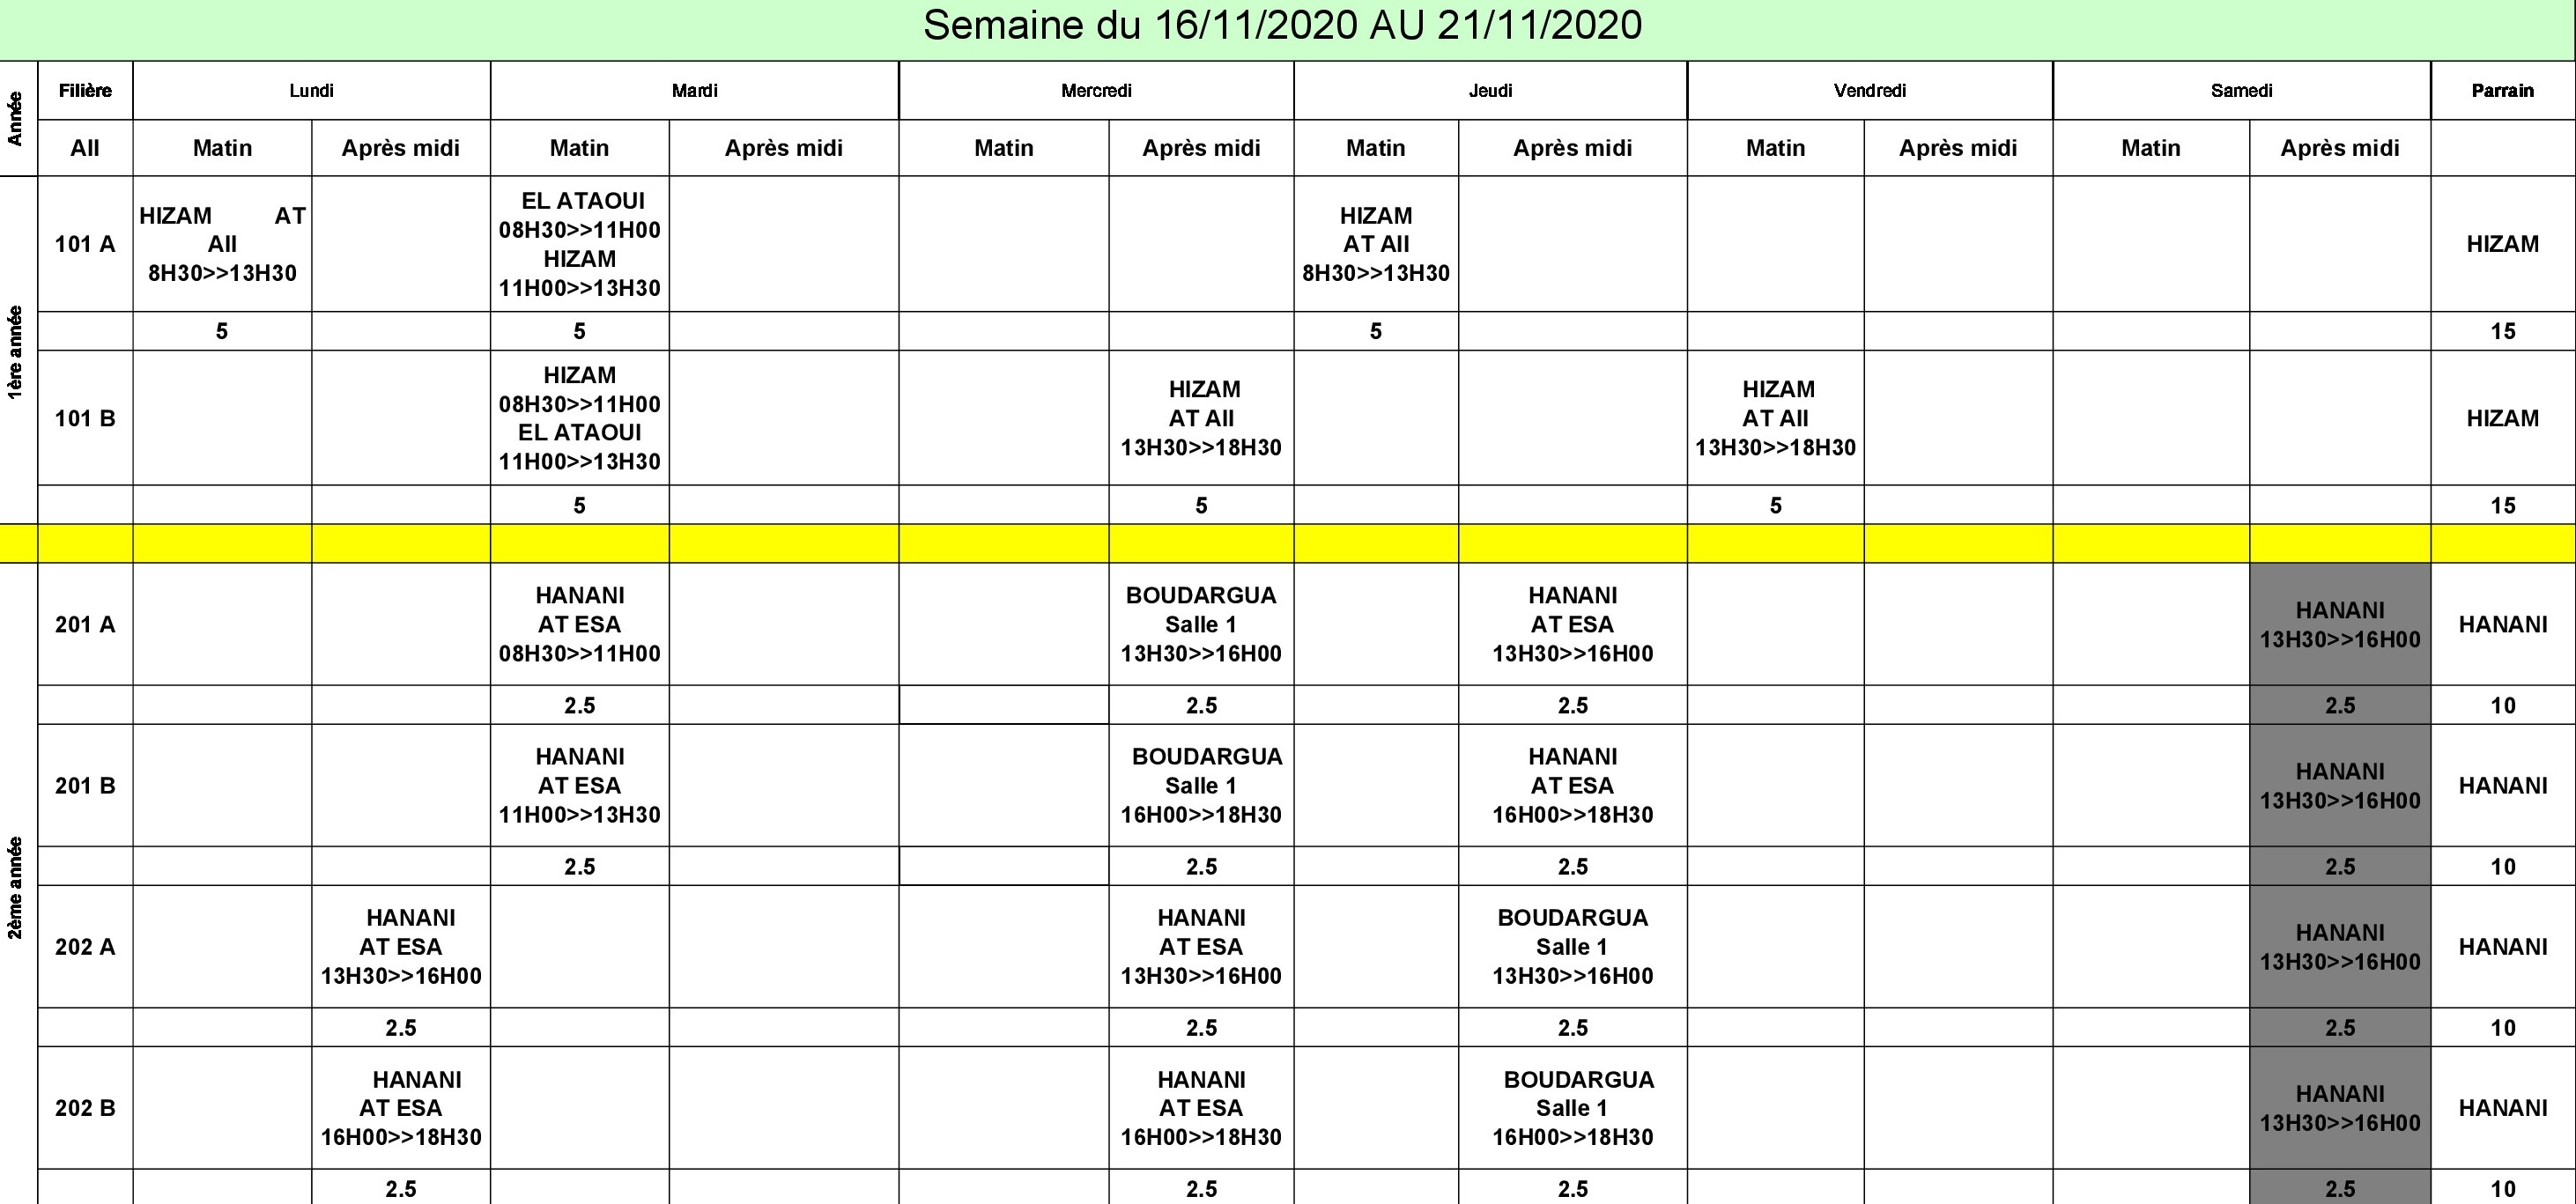 Semaine du 16/11/2020 AU 21/11/2020
Année Filière Lundi Mardi Mercredi Jeudi Vendredi Samedi Parrain
AII Matin Après midi Matin Après midi Matin Après midi Matin Après midi Matin Après midi Matin Après midi
1ère année
101 A
HIZAM AT
AII
8H30>>13H30
EL ATAOUI
08H30>>11H00
HIZAM
11H00>>13H30
HIZAM
AT AII
8H30>>13H30
HIZAM
5 5 5 15
101 B
HIZAM
08H30>>11H00
EL ATAOUI
11H00>>13H30
HIZAM
AT AII
13H30>>18H30
HIZAM
AT AII
13H30>>18H30
HIZAM
5 5 5 15
2ème année
201 A
HANANI
AT ESA
08H30>>11H00
BOUDARGUA
Salle 1
13H30>>16H00
HANANI
AT ESA
13H30>>16H00
HANANI
13H30>>16H00
HANANI
2.5 2.5 2.5 2.5 10
201 B
HANANI
AT ESA
11H00>>13H30
BOUDARGUA
Salle 1
16H00>>18H30
HANANI
AT ESA
16H00>>18H30
HANANI
13H30>>16H00
HANANI
2.5 2.5 2.5 2.5 10
202 A
HANANI
AT ESA
13H30>>16H00
HANANI
AT ESA
13H30>>16H00
BOUDARGUA
Salle 1
13H30>>16H00
HANANI
13H30>>16H00
HANANI
2.5 2.5 2.5 2.5 10
202 B
HANANI
AT ESA
16H00>>18H30
HANANI
AT ESA
16H00>>18H30
BOUDARGUA
Salle 1
16H00>>18H30
HANANI
13H30>>16H00
HANANI
2.5 2.5 2.5 2.5 10